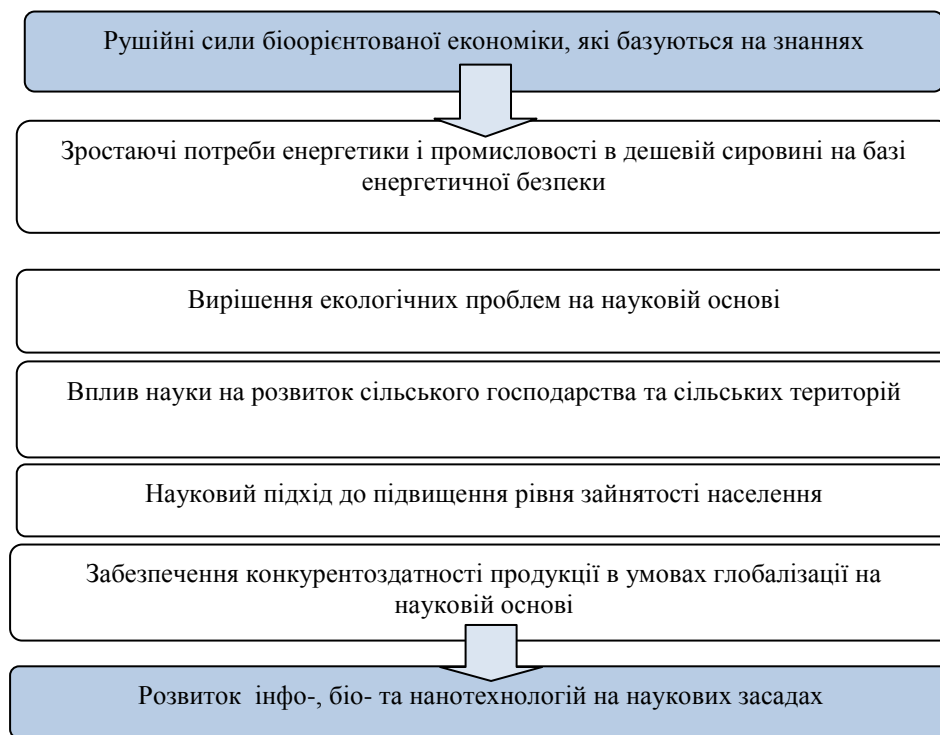 Рушійні сили біоорієнтованої економіки, які базуються на знаннях
Зростаючі потреби енергетики і промисловості в дешевій сировині на базі
енергетичної безпеки
Вирішення екологічних проблем на науковій основі
Вплив науки на розвиток сільського господарства та сільських територій
Науковий підхід до підвищення рівня зайнятості населення
Забезпечення конкурентоздатності продукції в умовах глобалізації на
науковій основі
Розвиток інфо-, біо- та нанотехнологій на наукових засадах